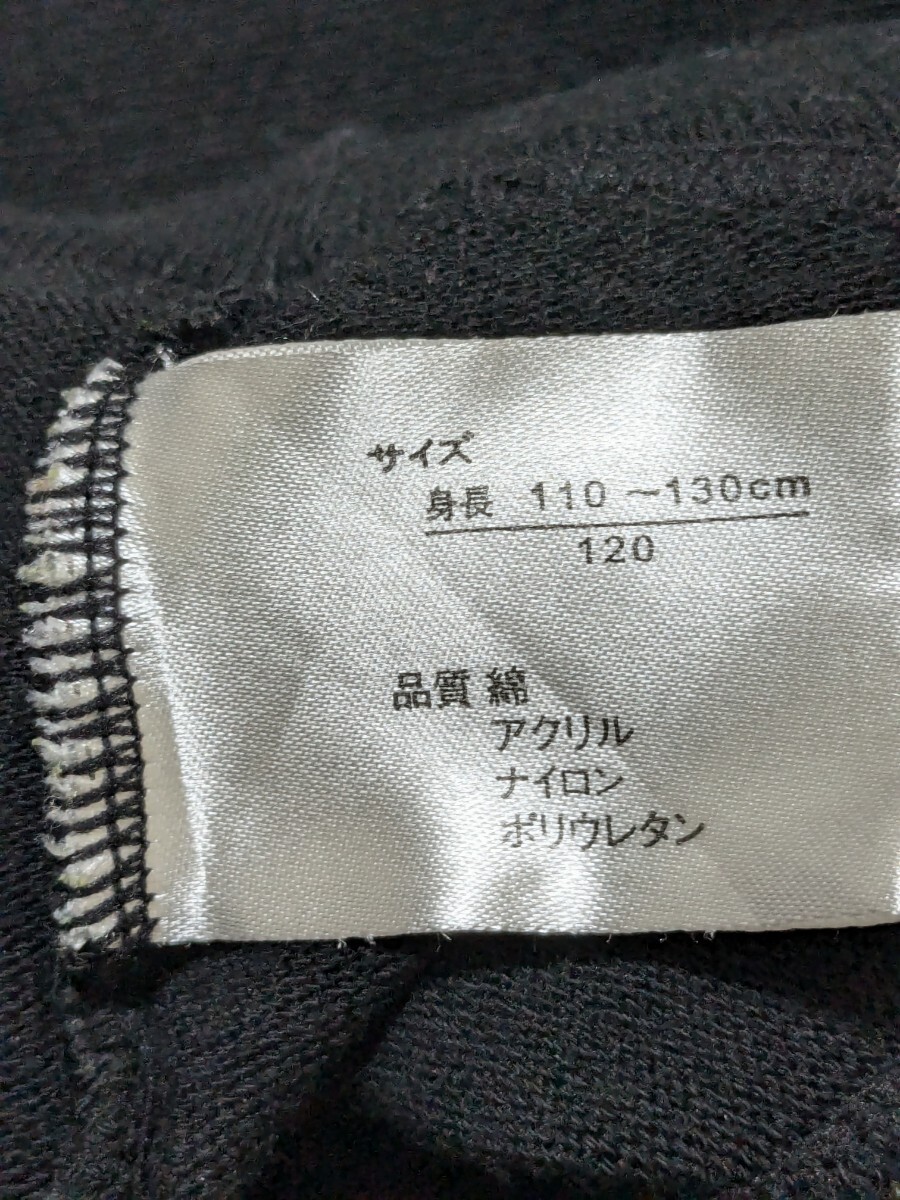 サイズ
身長 110 ～130cm
120
品質 綿
アクリル
ナイロン
ポリウレタン